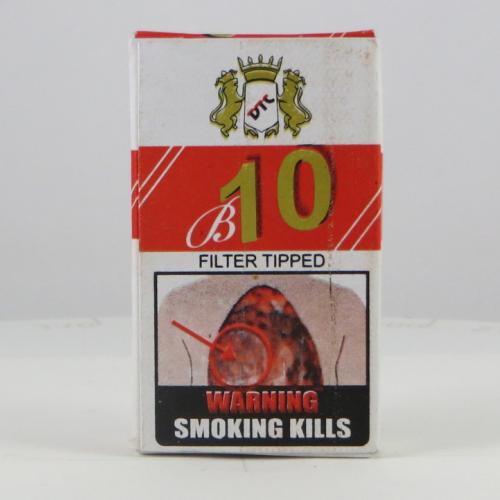 DTC
B10
FILTER TIPPED
WARNING
SMOKING KILLS